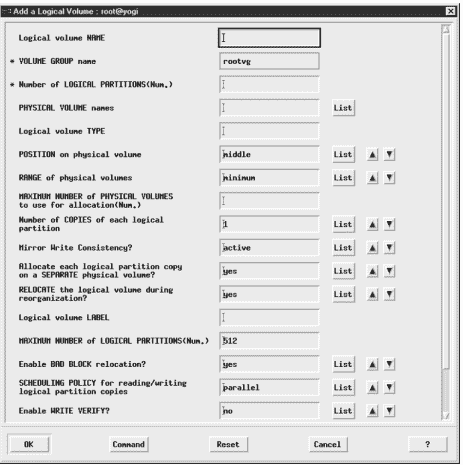 Add a Logical Volume : root@yogi
Logical volume NAME
* VOLUME GROUP name rootvg
* Number of LOGICAL PARTITIONS(Num.)
PHYSICAL VOLUME names List
Logical volume TYPE
POSITION on physical volume middle List
RANGE of physical volumes minimum List
MAXIMUM NUMBER of PHYSICAL VOLUMES
to use for allocation(Num.)
Number of COPIES of each logical
partition 1 List
Mirror Write Consistency? active List
Allocate each logical partition copy
on a SEPARATE physical volume? yes List
RELOCATE the logical volume during
reorganization? yes List
Logical volume LABEL
MAXIMUM NUMBER of LOGICAL PARTITIONS(Num.) 512
Enable BAD BLOCK relocation? yes List
SCHEDULING POLICY for reading/writing
logical partition copies parallel List
Enable WRITE VERIFY? no List
OK Command Reset Cancel ?